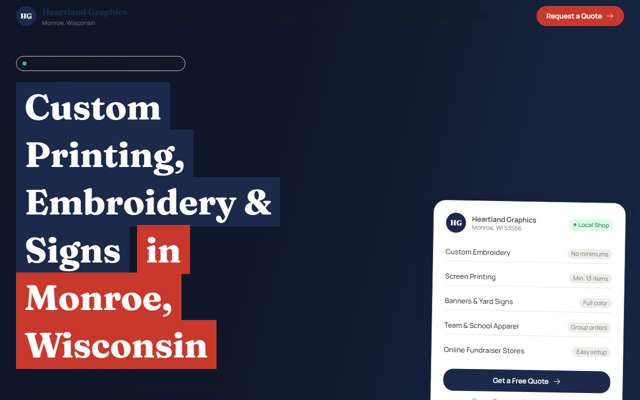 HG
Heartland Graphics
Monroe, Wisconsin
Request a Quote
Custom
Printing,
Embroidery &
Signs in
Monroe,
Wisconsin
HG
Heartland Graphics
Monroe, WI 53566
Local Shop
Custom Embroidery
No minimums
Screen Printing
Min. 13 items
Banners & Yard Signs
Full color
Team & School Apparel
Group orders
Online Fundraiser Stores
Easy setup
Get a Free Quote